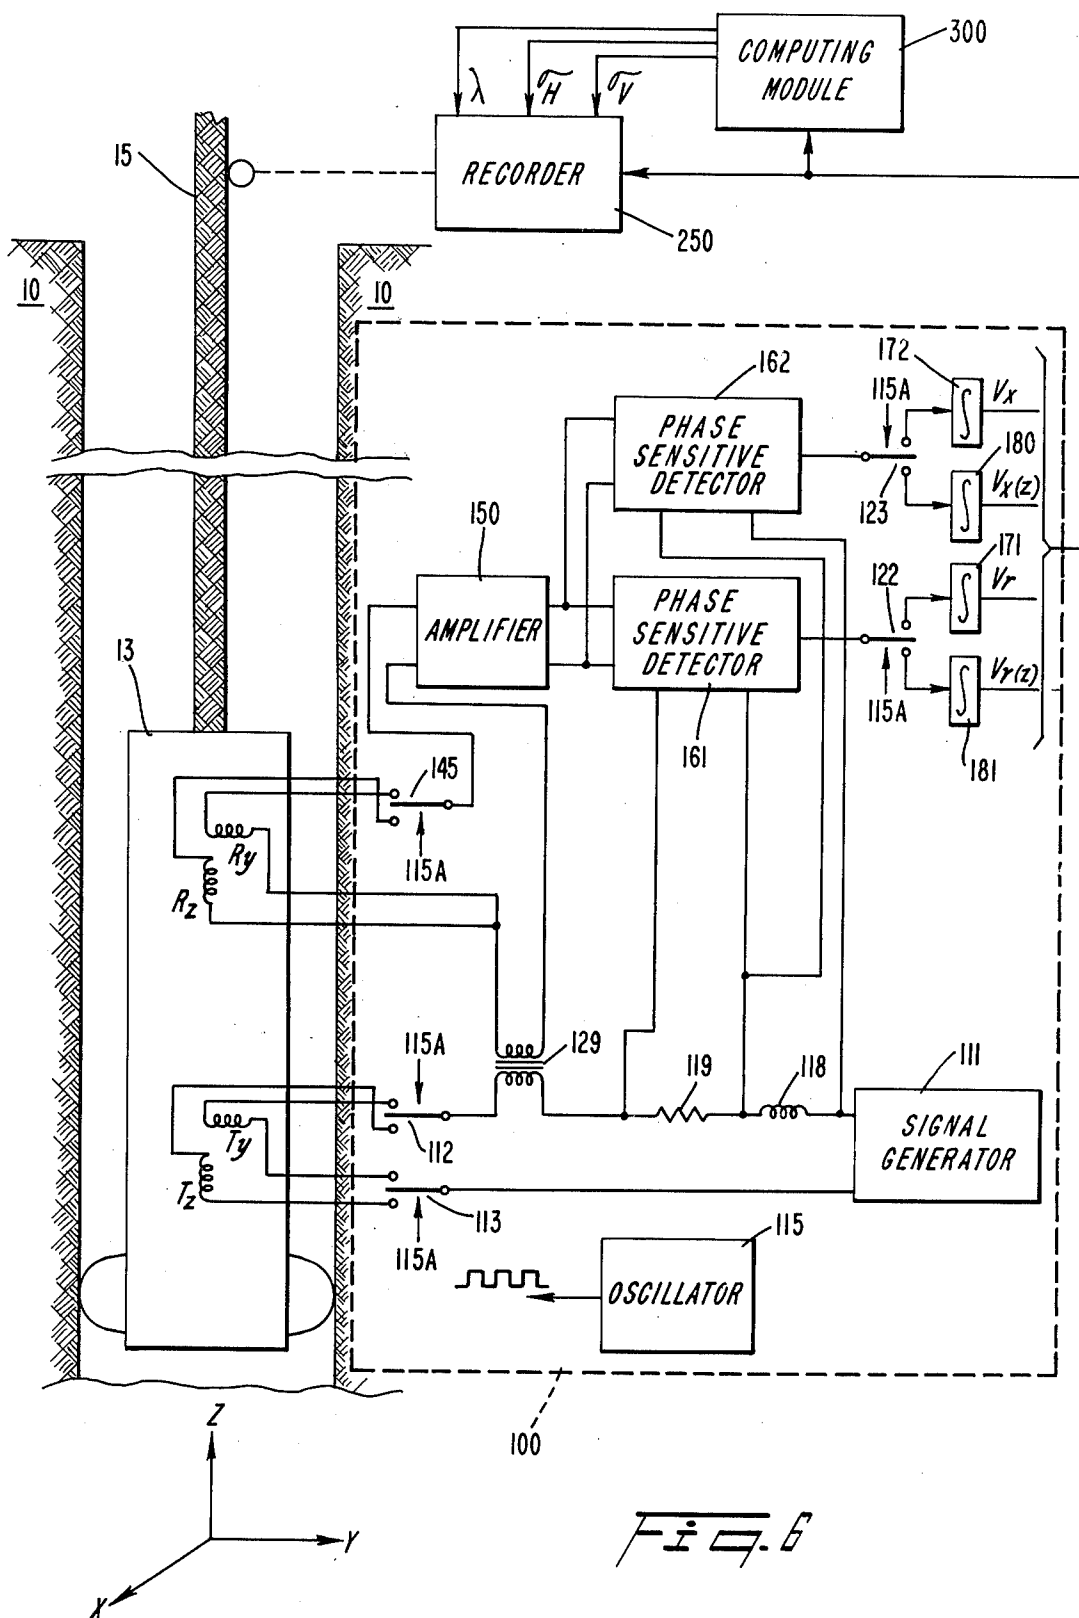 300
COMPUTING
MODULE
λ
σH
σV
15
RECORDER
250
10
10
172
162
115A
Vx
PHASE
SENSITIVE
DETECTOR
180
Vx(z)
123
150
171
122
Vr
AMPLIFIER
PHASE
SENSITIVE
DETECTOR
13
Vr(z)
115A
161
181
145
Ry
115A
Rz
115A
129
119
118
111
SIGNAL
GENERATOR
Ty
112
Tz
113
115
115A
OSCILLATOR
Z
100
Y
X
Fig. 6